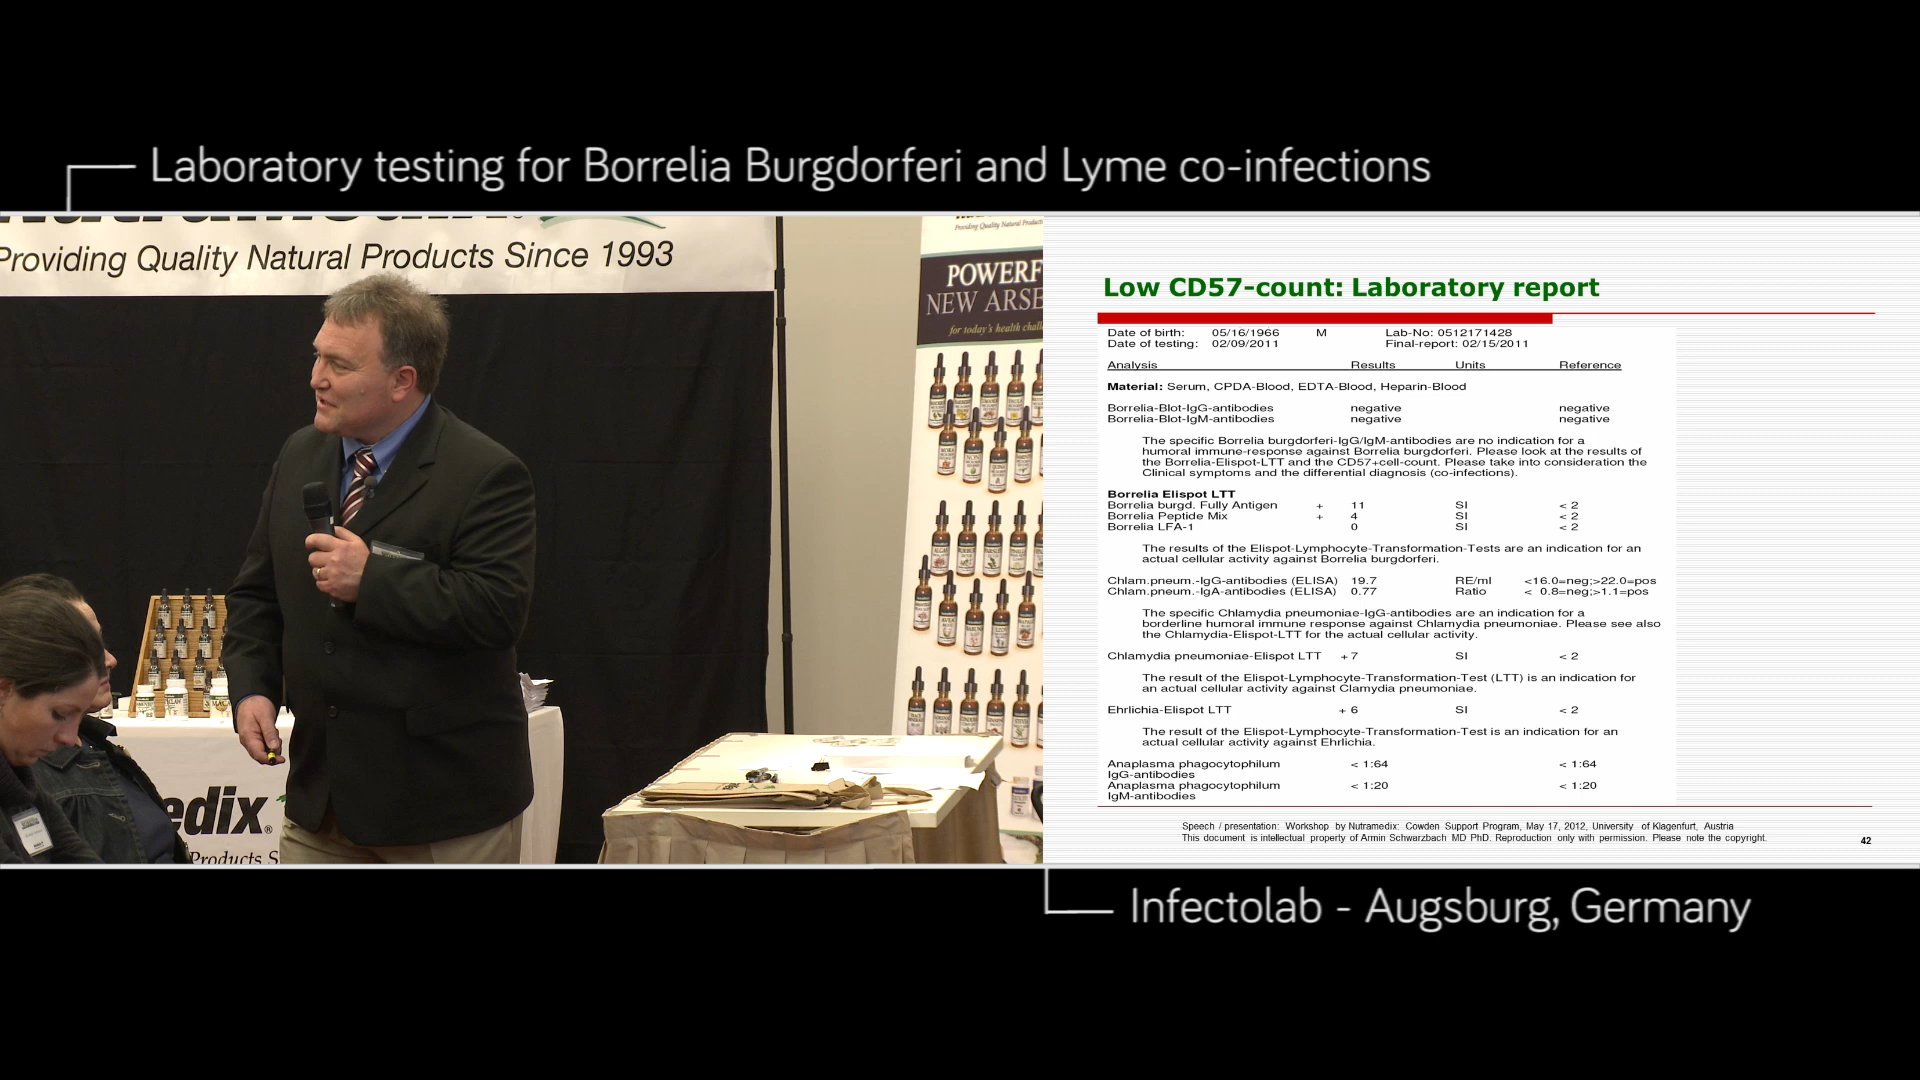 Laboratory testing for Borrelia Burgdorferi and Lyme co-infections
Providing Quality Natural Products Since 1993
Providing Quality Natural Product
POWERF
NEW ARSE
for today's health chall
edix®
Products S
Low CD57-count: Laboratory report
Date of birth: 05/16/1966 M Lab-No: 0512171428
Date of testing: 02/09/2011 Final-report: 02/15/2011
Analysis Results Units Reference
Material: Serum, CPDA-Blood, EDTA-Blood, Heparin-Blood
Borrelia-Blot-IgG-antibodies negative negative
Borrelia-Blot-IgM-antibodies negative negative
The specific Borrelia burgdorferi-IgG/IgM-antibodies are no indication for a
humoral immune-response against Borrelia burgdorferi. Please look at the results of
the Borrelia-Elispot-LTT and the CD57+cell-count. Please take into consideration the
Clinical symptoms and the differential diagnosis (co-infections).
Borrelia Elispot LTT
Borrelia burgd. Fully Antigen + 11 SI < 2
Borrelia Peptide Mix + 4 SI < 2
Borrelia LFA-1 0 SI < 2
The results of the Elispot-Lymphocyte-Transformation-Tests are an indication for an
actual cellular activity against Borrelia burgdorferi.
Chlam.pneum.-IgG-antibodies (ELISA) 19.7 RE/ml <16.0=neg;>22.0=pos
Chlam.pneum.-IgA-antibodies (ELISA) 0.77 Ratio < 0.8=neg;>1.1=pos
The specific Chlamydia pneumoniae-IgG-antibodies are an indication for a
borderline humoral immune response against Chlamydia pneumoniae. Please see also
the Chlamydia-Elispot-LTT for the actual cellular activity.
Chlamydia pneumoniae-Elispot LTT + 7 SI < 2
The result of the Elispot-Lymphocyte-Transformation-Test (LTT) is an indication for
an actual cellular activity against Clamydia pneumoniae.
Ehrlichia-Elispot LTT + 6 SI < 2
The result of the Elispot-Lymphocyte-Transformation-Test is an indication for an
actual cellular activity against Ehrlichia.
Anaplasma phagocytophilum < 1:64 < 1:64
IgG-antibodies
Anaplasma phagocytophilum < 1:20 < 1:20
IgM-antibodies
Speech / presentation: Workshop by Nutramedix: Cowden Support Program, May 17, 2012, University of Klagenfurt, Austria
This document is intellectual property of Armin Schwarzbach MD PhD. Reproduction only with permission. Please note the copyright.
42
Infectolab - Augsburg, Germany